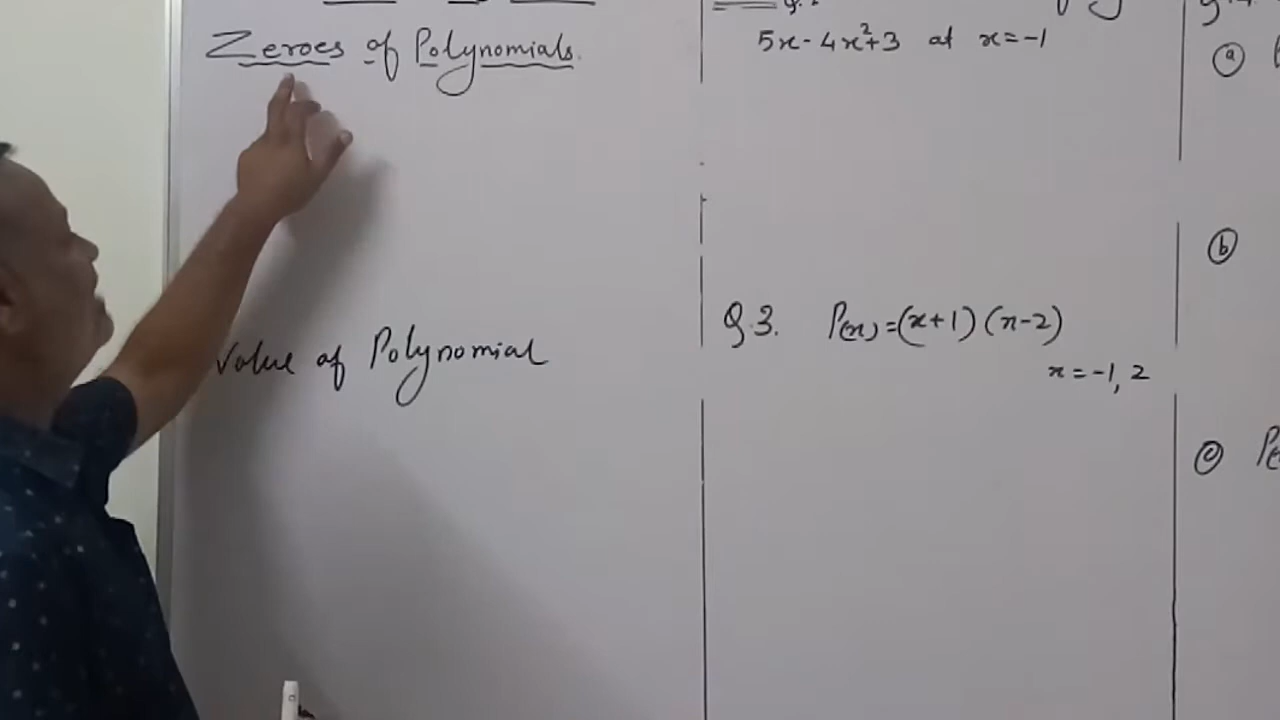 Zeroes of Polynomials.
Value of Polynomial
5x - 4x²+3 at x=-1
Q.3. P(x)=(x+1)(x-2)
x=-1, 2
(a)
(b)
(c)